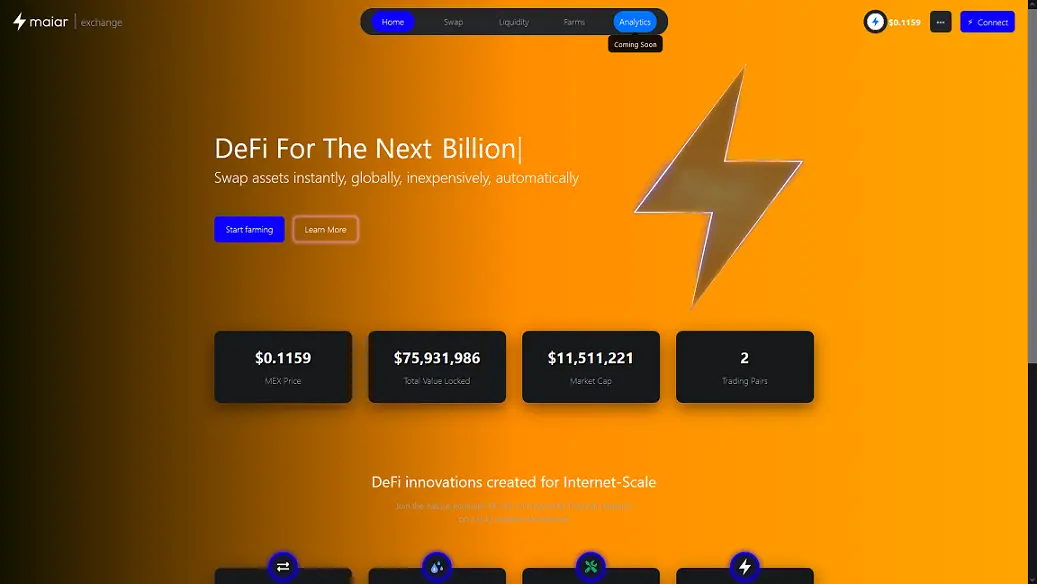 maiar | exchange
Home Swap Liquidity Farms Analytics
Coming Soon
$0.1159
... Connect
DeFi For The Next Billion|
Swap assets instantly, globally, inexpensively, automatically
Start farming Learn More
$0.1159 $75,931,986 $11,511,221 2
MEX Price Total Value Locked Market Cap Trading Pairs
DeFi innovations created for Internet-Scale
Join the